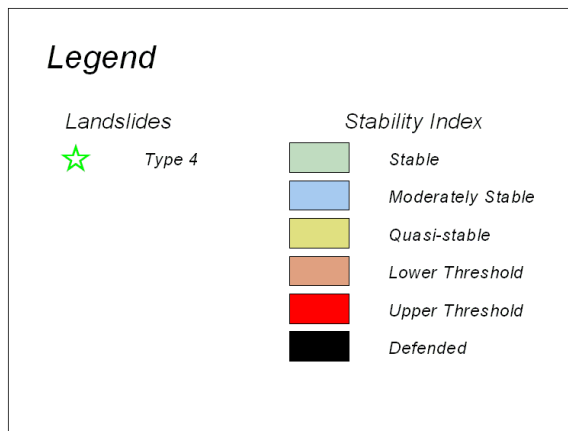 Legend
Landslides
Type 4
Stability Index
Stable
Moderately Stable
Quasi-stable
Lower Threshold
Upper Threshold
Defended